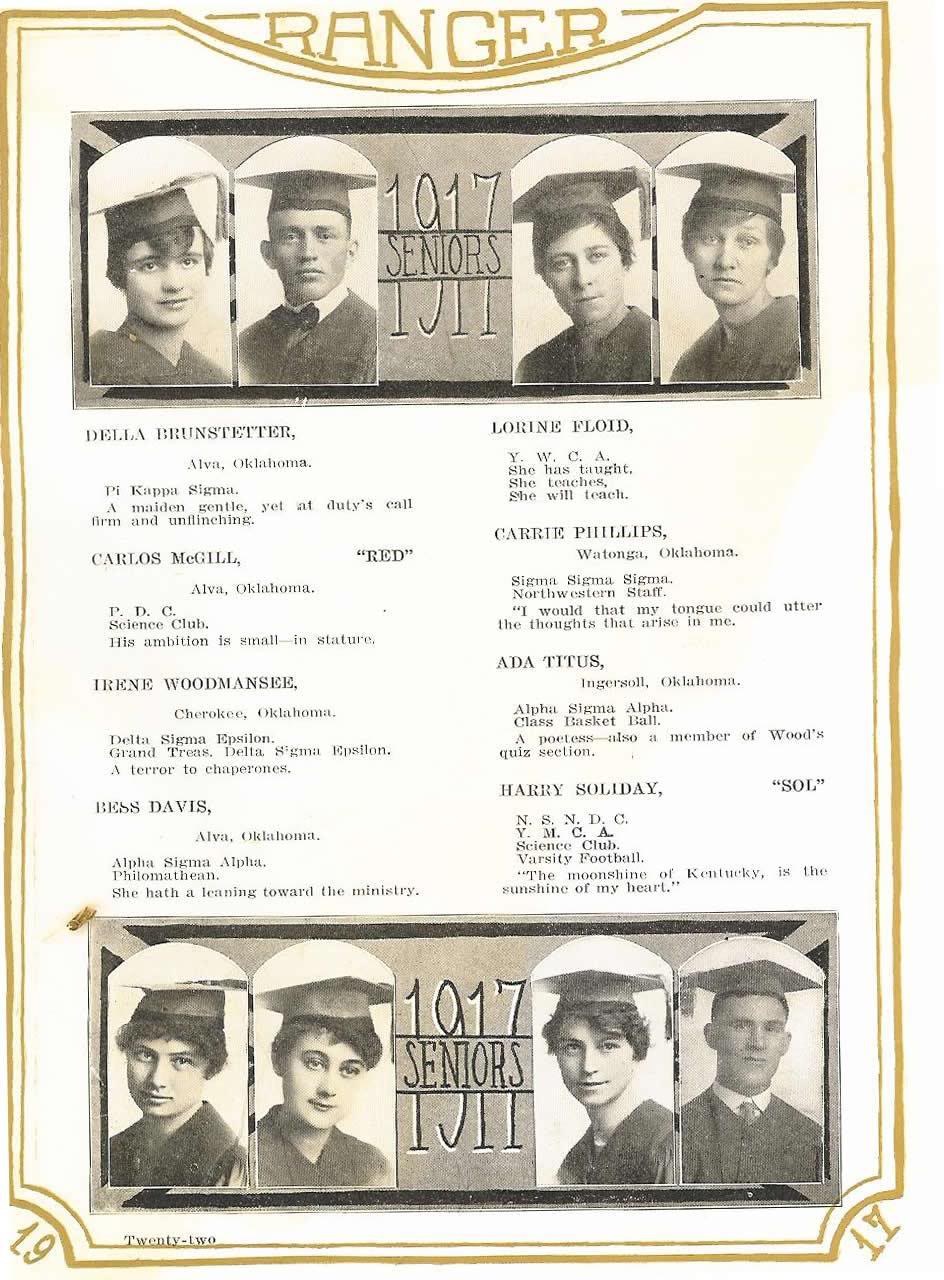 RANGER
1917
SENIORS
DELLA BRUNSTETTER,
Alva, Oklahoma.
Pi Kappa Sigma.
A maiden gentle, yet at duty's call
firm and unflinching.
CARLOS McGILL, "RED"
Alva, Oklahoma.
P. D. C.
Science Club.
His ambition is small—in stature.
IRENE WOODMANSEE,
Cherokee, Oklahoma.
Delta Sigma Epsilon.
Grand Treas. Delta Sigma Epsilon.
A terror to chaperones.
BESS DAVIS,
Alva, Oklahoma.
Alpha Sigma Alpha.
Philomathean.
She hath a leaning toward the ministry.
LORINE FLOID,
Y. W. C. A.
She has taught,
She teaches,
She will teach.
CARRIE PHILLIPS,
Watonga, Oklahoma.
Sigma Sigma Sigma.
Northwestern Staff.
"I would that my tongue could utter
the thoughts that arise in me.
ADA TITUS,
Ingersoll, Oklahoma.
Alpha Sigma Alpha.
Class Basket Ball.
A poetess—also a member of Wood's
quiz section.
HARRY SOLIDAY, "SOL"
N. S. N. D. C.
Y. M. C. A.
Science Club.
Varsity Football.
"The moonshine of Kentucky, is the
sunshine of my heart."
1917
SENIORS
Twenty-two
19
17